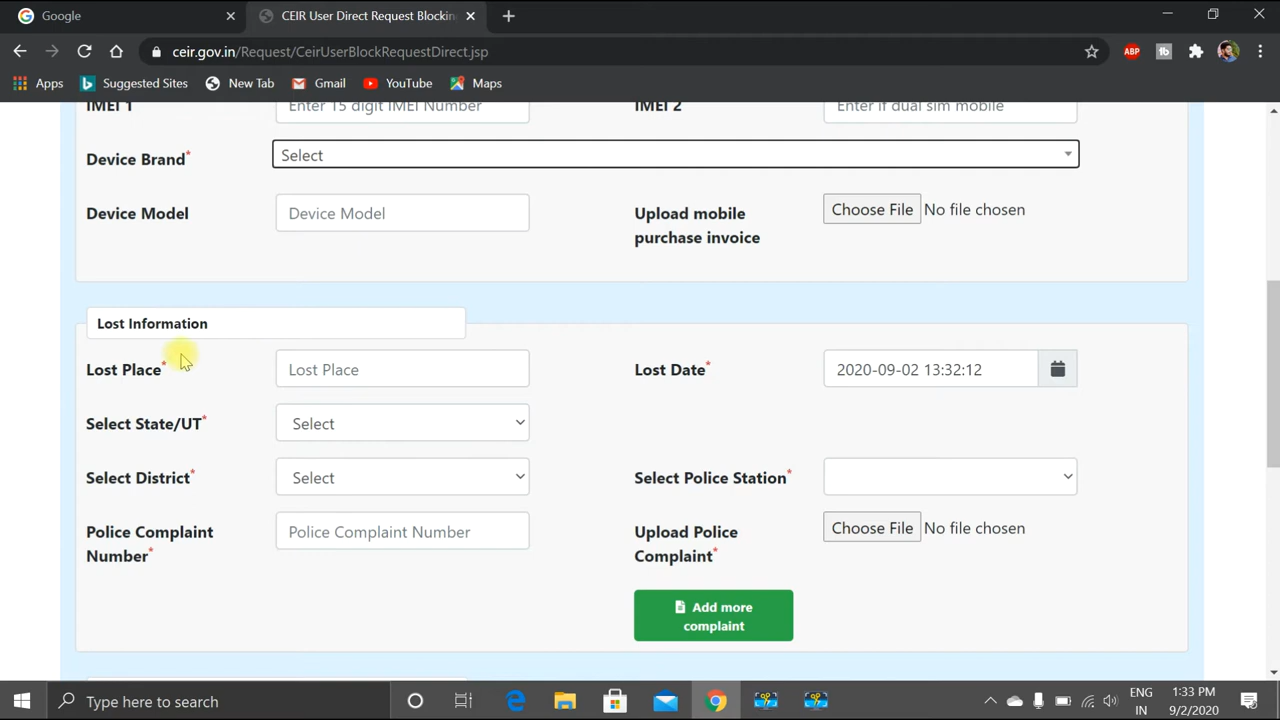 Google
CEIR User Direct Request Blockin
ceir.gov.in/Request/CeirUserBlockRequestDirect.jsp
ABP
Apps
Suggested Sites
New Tab
Gmail
YouTube
Maps
IMEI 1
Enter 15 digit IMEI Number
IMEI 2
Enter if dual sim mobile
Device Brand*
Select
Device Model
Device Model
Upload mobile
purchase invoice
Choose File No file chosen
Lost Information
Lost Place*
Lost Place
Lost Date*
2020-09-02 13:32:12
Select State/UT*
Select
Select District*
Select
Select Police Station*
Police Complaint
Number*
Police Complaint Number
Upload Police
Complaint*
Choose File No file chosen
Add more
complaint
Type here to search
ENG
IN
1:33 PM
9/2/2020